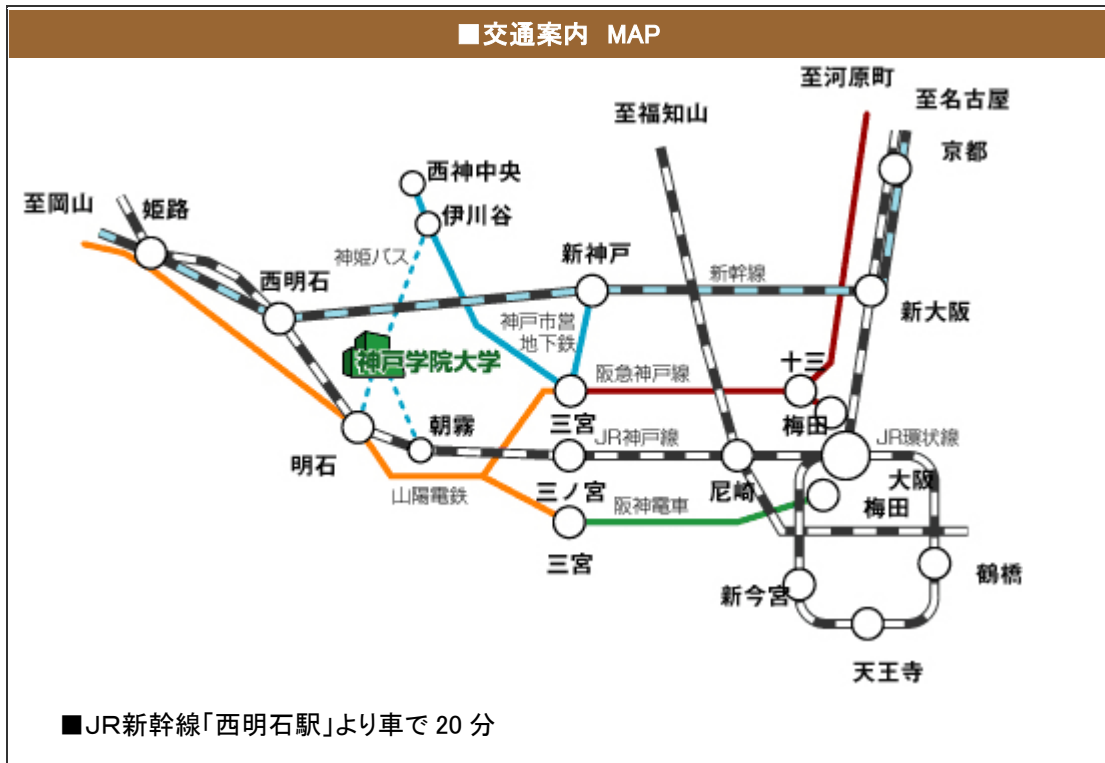 ■交通案内 MAP
至河原町
至名古屋
至福知山
京都
西神中央
至岡山
姫路
伊川谷
神姫バス
新神戸
新幹線
西明石
新大阪
神戸市営
地下鉄
神戸学院大学
十三
阪急神戸線
三宮
梅田
朝霧
JR神戸線
JR環状線
明石
大阪
山陽電鉄
三ノ宮
尼崎
阪神電車
梅田
三宮
新今宮
鶴橋
天王寺
■JR新幹線「西明石駅」より車で 20 分